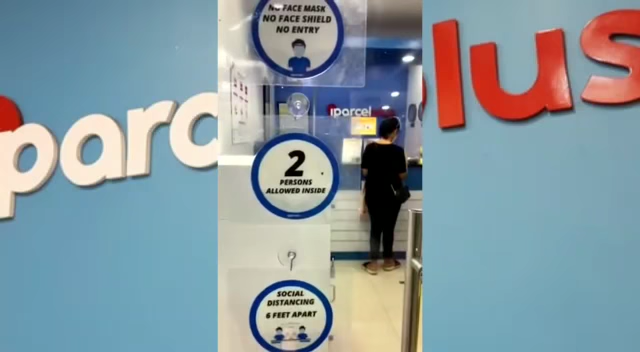 NO FACE MASK
NO FACE SHIELD
NO ENTRY
iparcel
2
PERSONS
ALLOWED INSIDE
SOCIAL
DISTANCING
6 FEET APART
iparc
lus